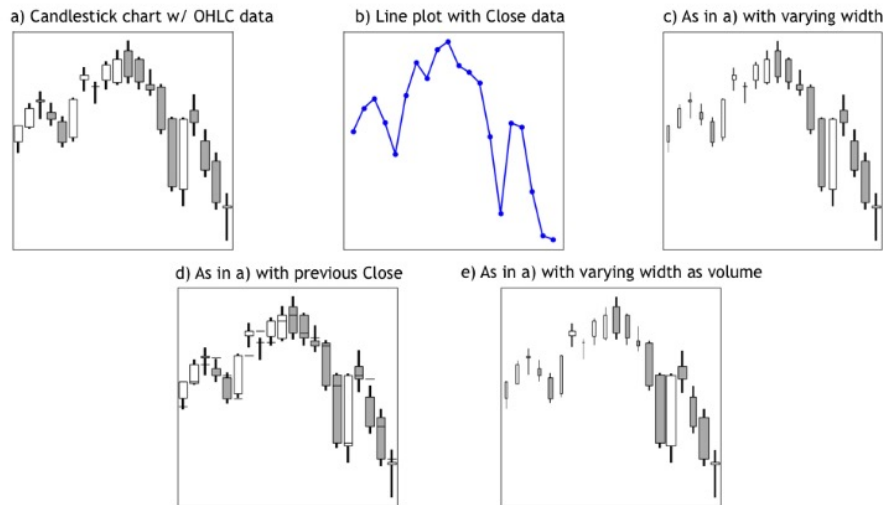 a) Candlestick chart w/ OHLC data
b) Line plot with Close data
c) As in a) with varying width
d) As in a) with previous Close
e) As in a) with varying width as volume